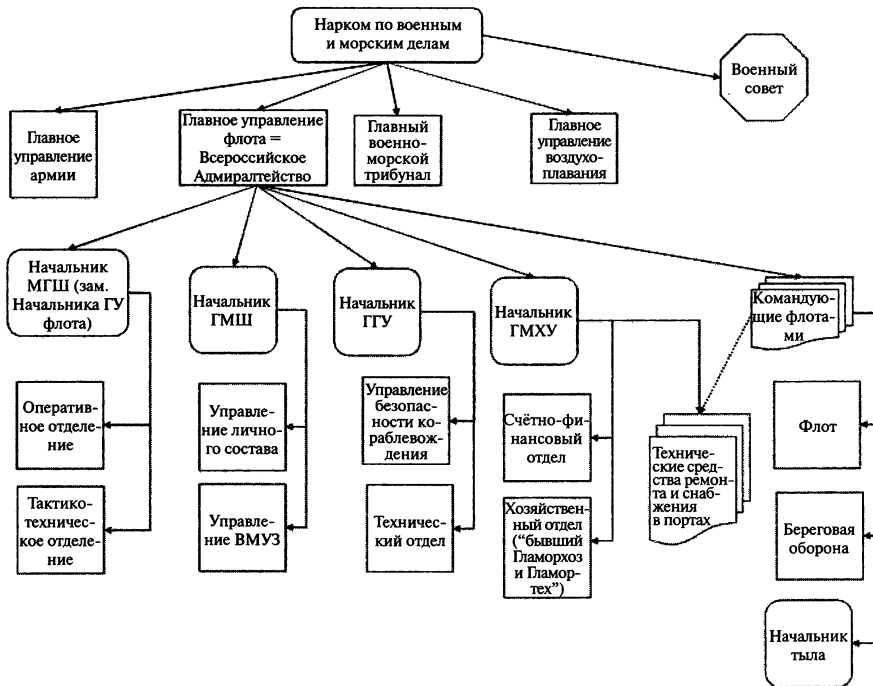 Нарком по военным
и морским делам
Военный
совет
Главное
управление
армии
Главное управление
флота =
Всероссийское
Адмиралтейство
Главный
военно-
морской
трибунал
Главное
управление
воздухо-
плавания
Начальник
МГШ (зам.
Начальника ГУ
флота)
Начальник
ГМШ
Начальник
ГГУ
Начальник
ГМХУ
Командую-
щие флота-
ми
Оператив-
ное отделе-
ние
Тактико-
техничес-
кое отделе-
ние
Управле-
ние лично-
го состава
Управле-
ние ВМУЗ
Управление
безопас-
ности ко-
раблевож-
дения
Техничес-
кий отдел
Счётно-фи-
нансовый
отдел
Хозяйствен-
ный отдел
(“бывший
Гламорхоз
и Гламор-
тех”)
Техничес-
кие сред-
ства ремон-
та и снаб-
жения
в портах
Флот
Береговая
оборона
Начальник
тыла